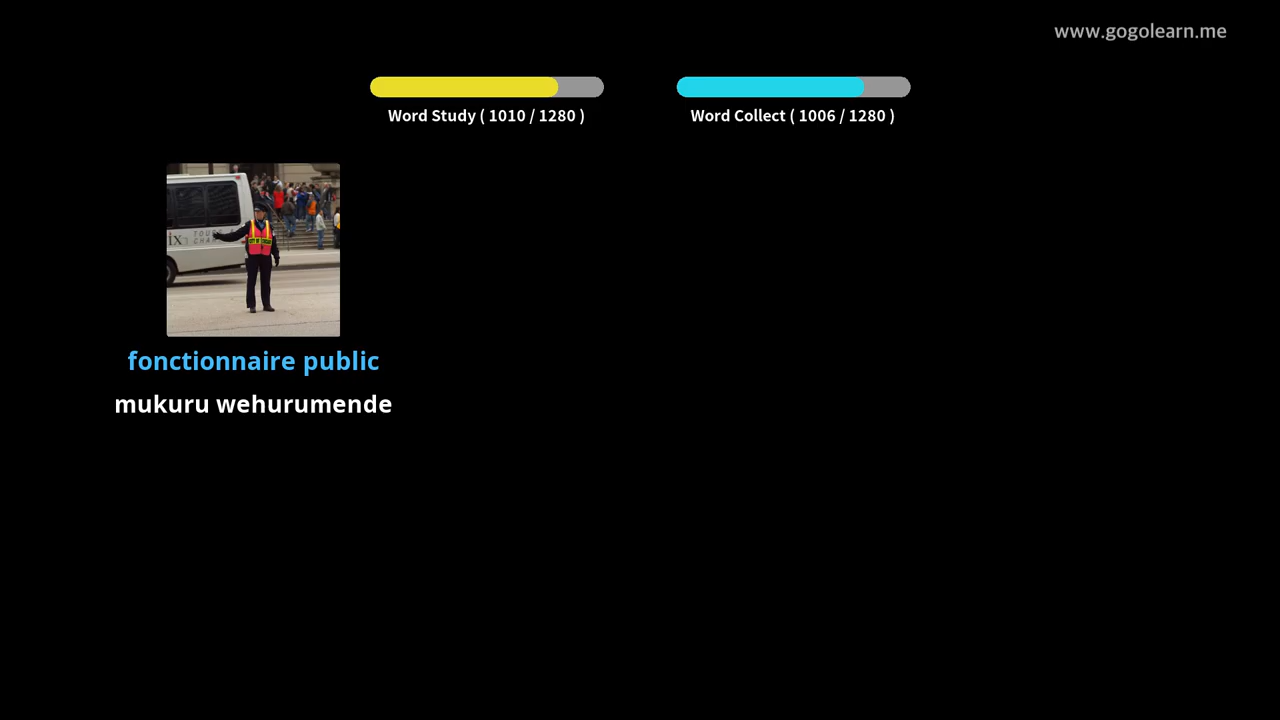 www.gogolearn.me
Word Study ( 1010 / 1280 )
Word Collect ( 1006 / 1280 )
fonctionnaire public
mukuru wehurumende